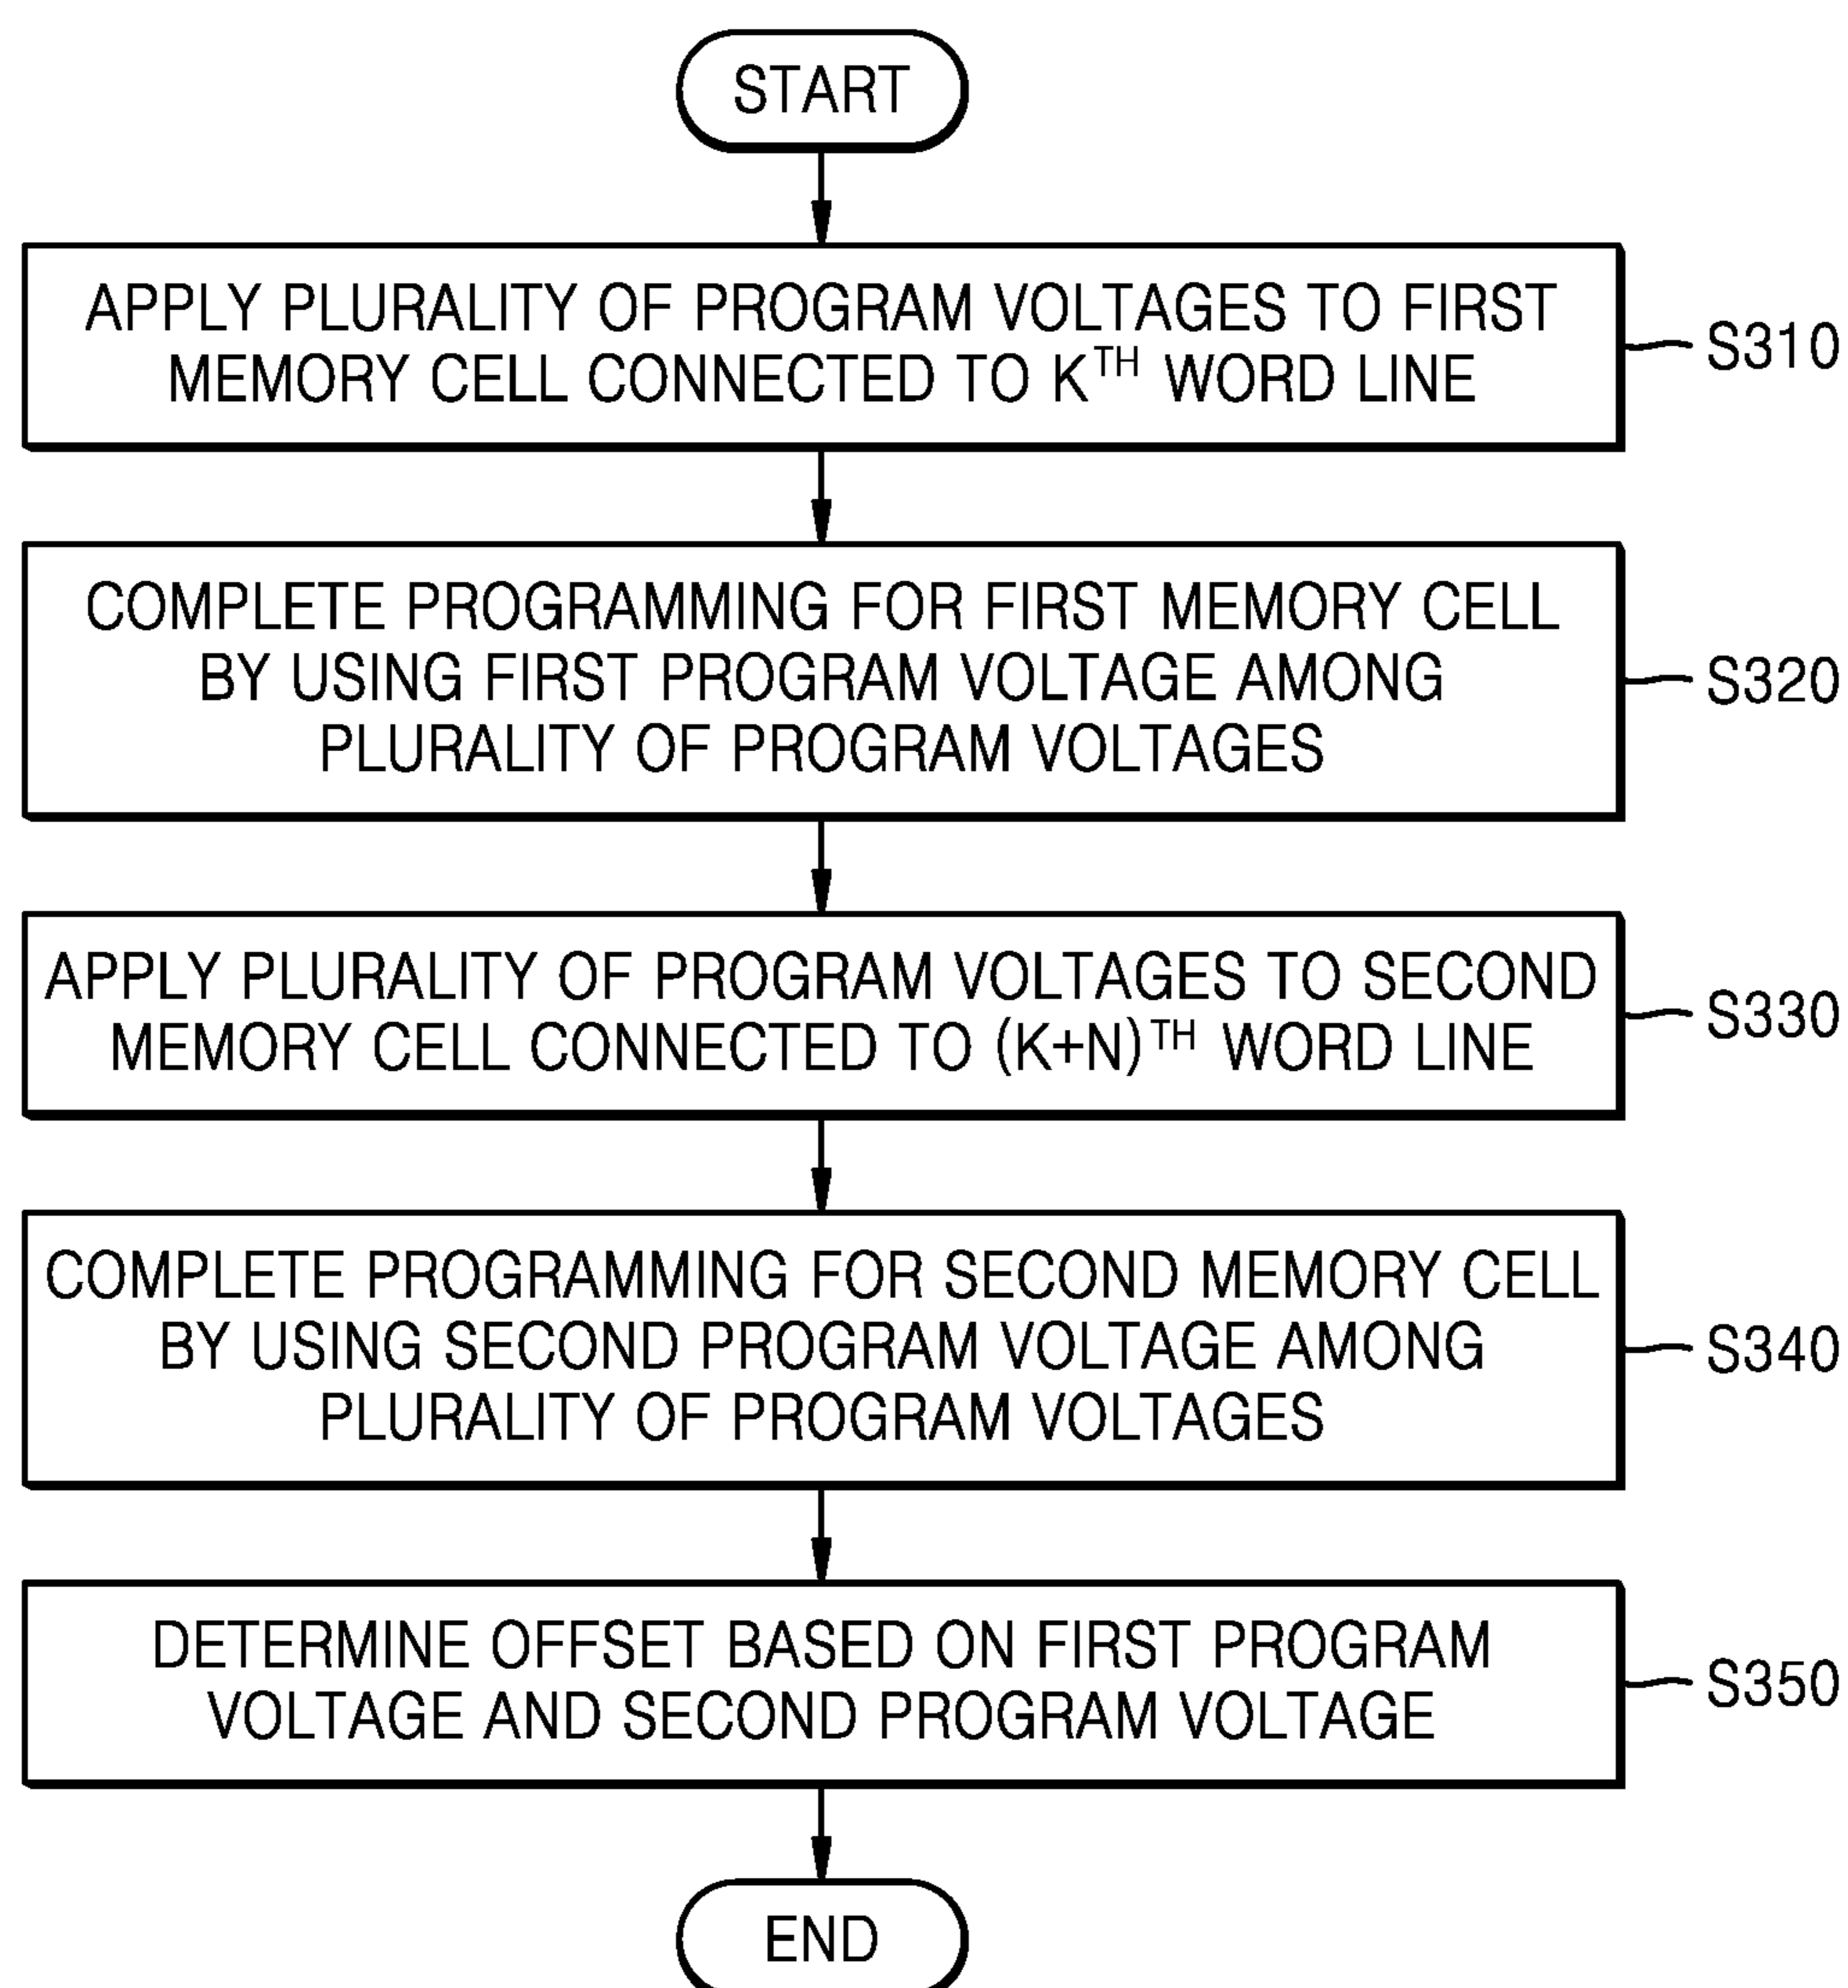 START
APPLY PLURALITY OF PROGRAM VOLTAGES TO FIRST
MEMORY CELL CONNECTED TO K^TH WORD LINE
S310
COMPLETE PROGRAMMING FOR FIRST MEMORY CELL
BY USING FIRST PROGRAM VOLTAGE AMONG
PLURALITY OF PROGRAM VOLTAGES
S320
APPLY PLURALITY OF PROGRAM VOLTAGES TO SECOND
MEMORY CELL CONNECTED TO (K+N)^TH WORD LINE
S330
COMPLETE PROGRAMMING FOR SECOND MEMORY CELL
BY USING SECOND PROGRAM VOLTAGE AMONG
PLURALITY OF PROGRAM VOLTAGES
S340
DETERMINE OFFSET BASED ON FIRST PROGRAM
VOLTAGE AND SECOND PROGRAM VOLTAGE
S350
END